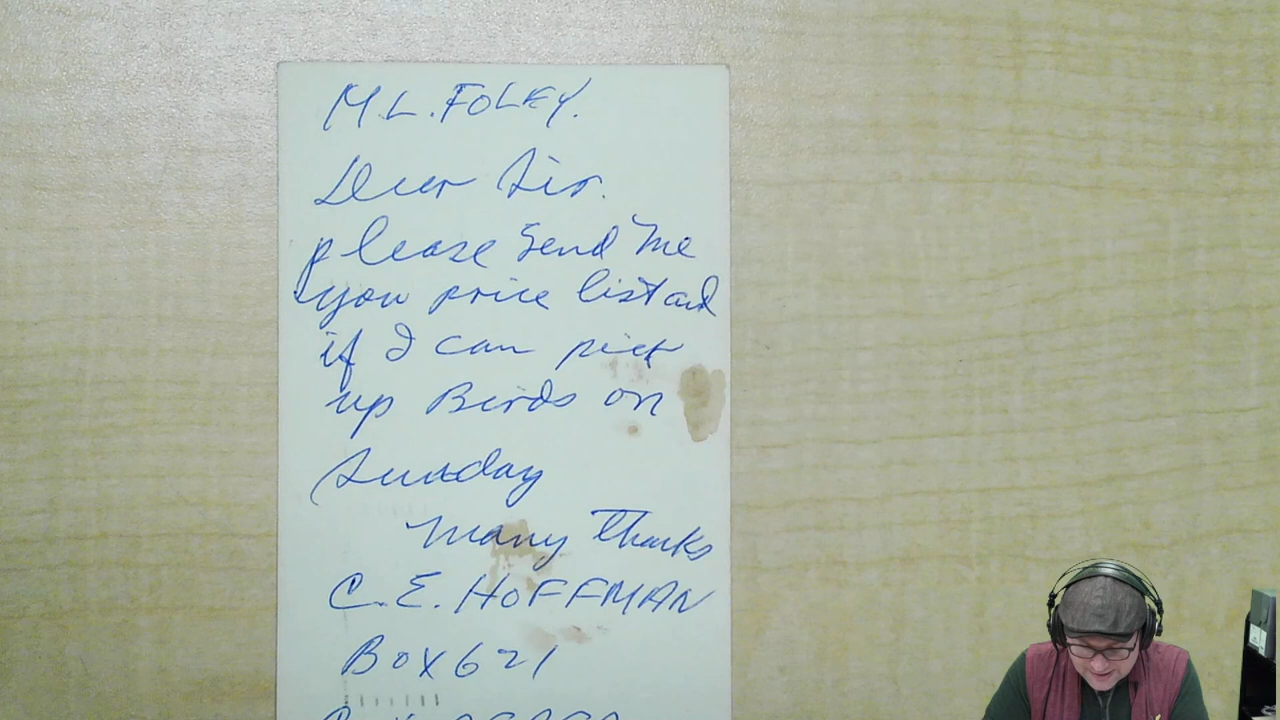 M.L. FOLEY.
Dear Sir.
please Send Me
you price list and
if I can pick
up Birds on
Sunday
Many Thanks
C.E. HOFFMAN
BOX 621